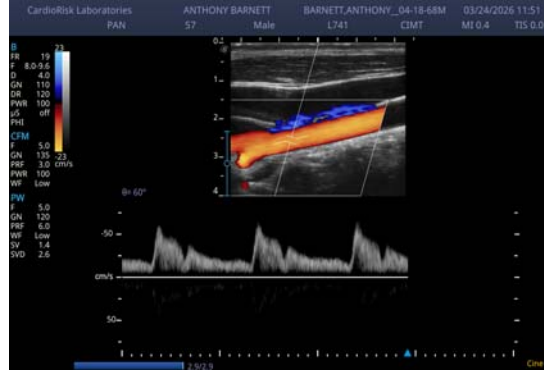 CardioRisk Laboratories ANTHONY BARNETT BARNETT,ANTHONY__04-18-68M 03/24/2026 11:51
PAN 57 Male L741 CIMT MI 0.4 TIS 0.0
B
FR 19
F 8.0-9.6
D 4.0
GN 110
DR 120
PWR 100
µS off
PHI
CFM
F 5.0
GN 135
PRF 3.0
PWR 100
WF Low
PW
F 5.0
GN 120
PRF 6.0
WF Low
SV 1.4
SVD 2.6
23
-23
cm/s
0
1
2
3
4
θ= 60°
-50
cm/s
50
2.9/2.9
Cine